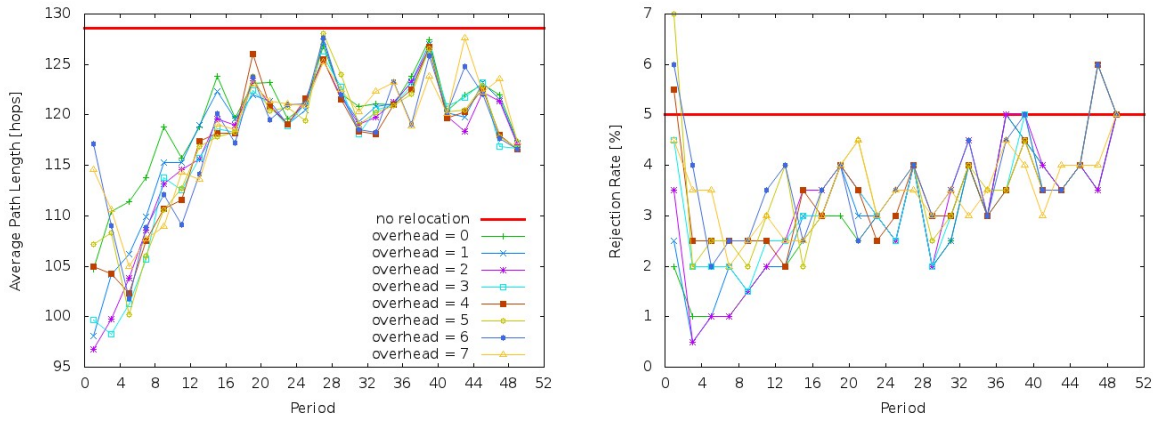 130
125
120
115
110
105
100
95
Average Path Length [hops]
no relocation
overhead = 0
overhead = 1
overhead = 2
overhead = 3
overhead = 4
overhead = 5
overhead = 6
overhead = 7
0 4 8 12 16 20 24 28 32 36 40 44 48 52
Period
7
6
5
4
3
2
1
0
Rejection Rate [%]
0 4 8 12 16 20 24 28 32 36 40 44 48 52
Period